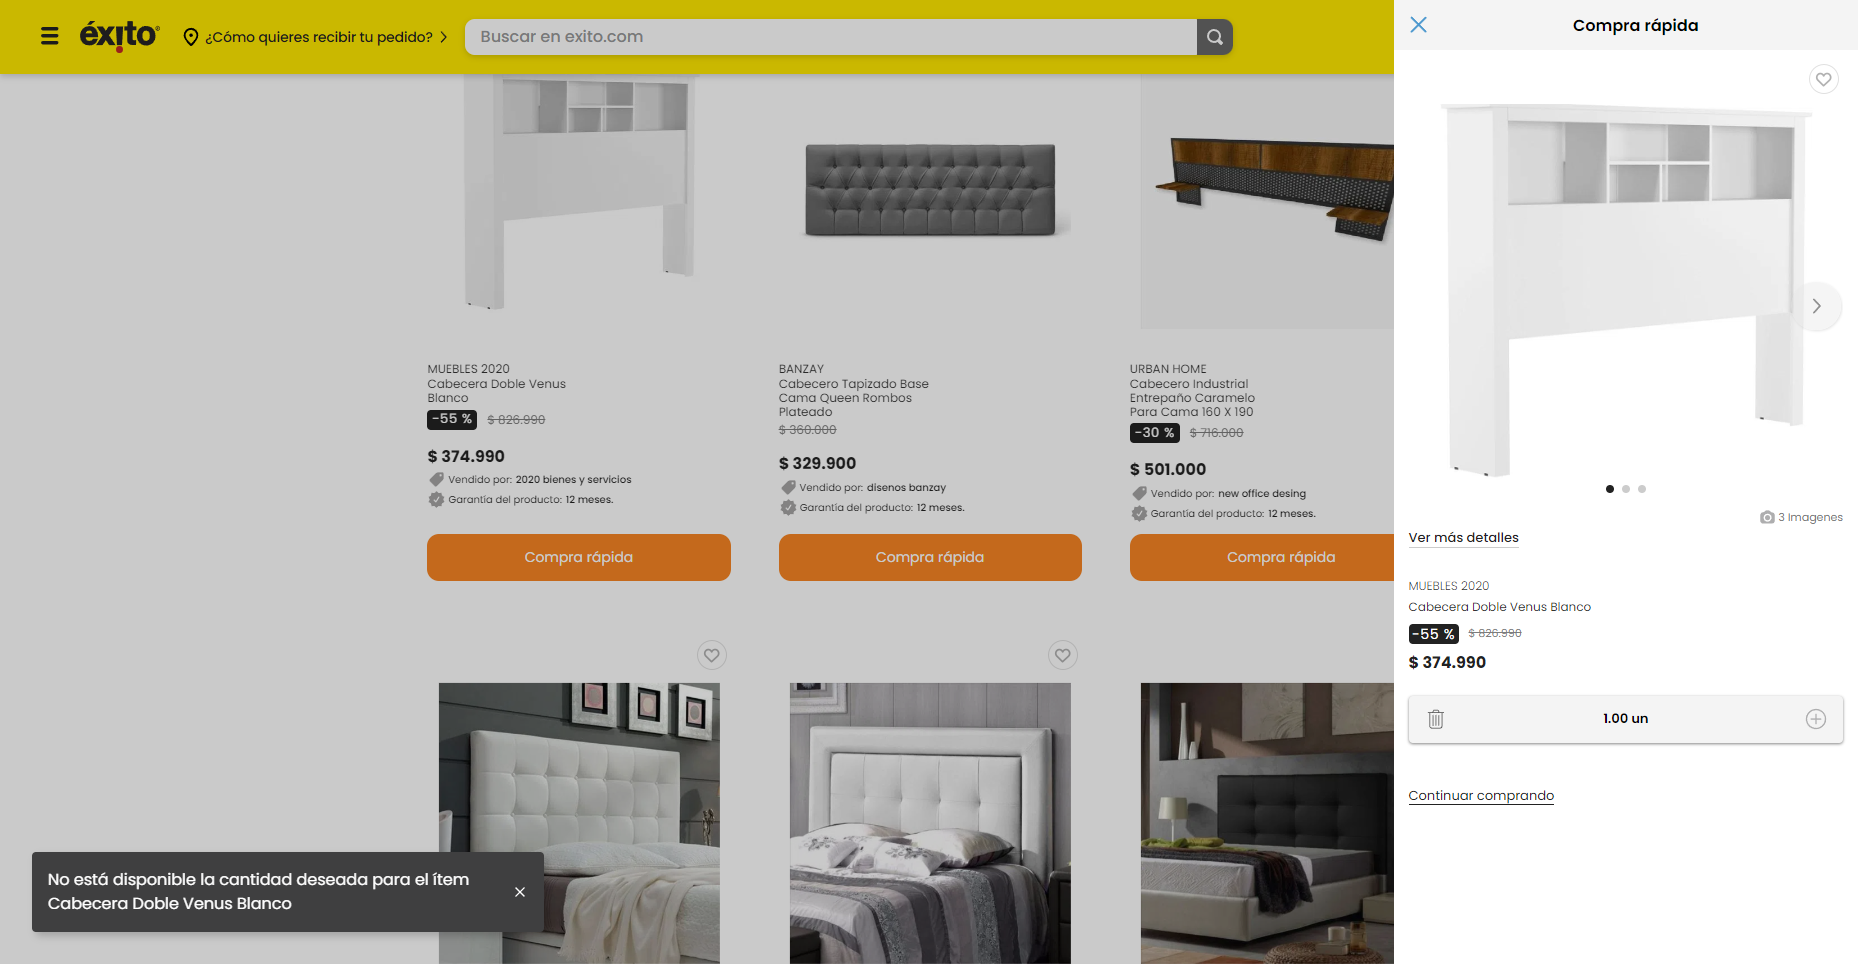 éxito
¿Cómo quieres recibir tu pedido?
Buscar en exito.com
MUEBLES 2020
Cabecera Doble Venus
Blanco
-55 % $ 826.990
$ 374.990
Vendido por: 2020 bienes y servicios
Garantía del producto: 12 meses.
Compra rápida
BANZAY
Cabecero Tapizado Base
Cama Queen Rombos
Plateado
$ 360.000
$ 329.900
Vendido por: disenos banzay
Garantía del producto: 12 meses.
Compra rápida
URBAN HOME
Cabecero Industrial
Entrepaño Caramelo
Para Cama 160 X 190
-30 % $ 716.000
$ 501.000
Vendido por: new office desing
Garantía del producto: 12 meses.
Compra rápida
No está disponible la cantidad deseada para el ítem
Cabecera Doble Venus Blanco
Compra rápida
3 Imagenes
Ver más detalles
MUEBLES 2020
Cabecera Doble Venus Blanco
-55 % $ 826.990
$ 374.990
1.00 un
Continuar comprando